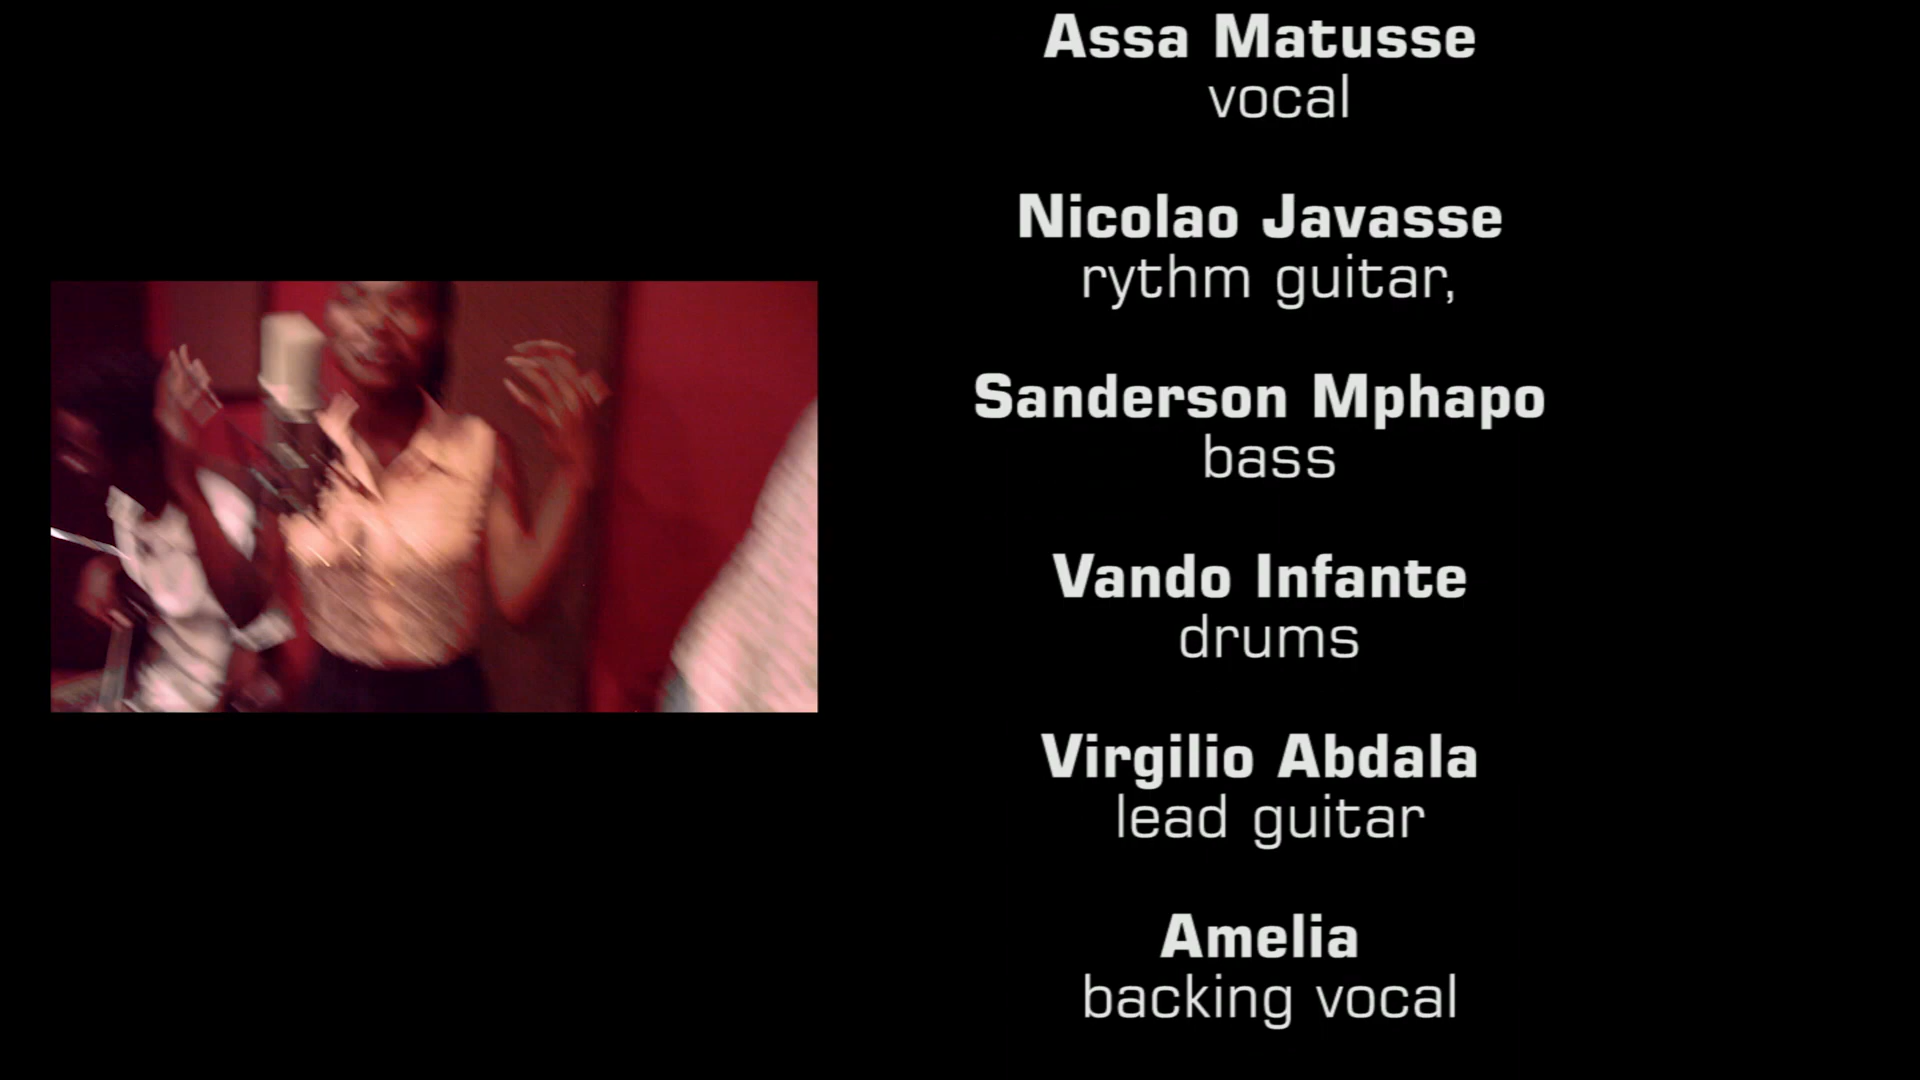 Assa Matusse
vocal
Nicolao Javasse
rythm guitar,
Sanderson Mphapo
bass
Vando Infante
drums
Virgilio Abdala
lead guitar
Amelia
backing vocal